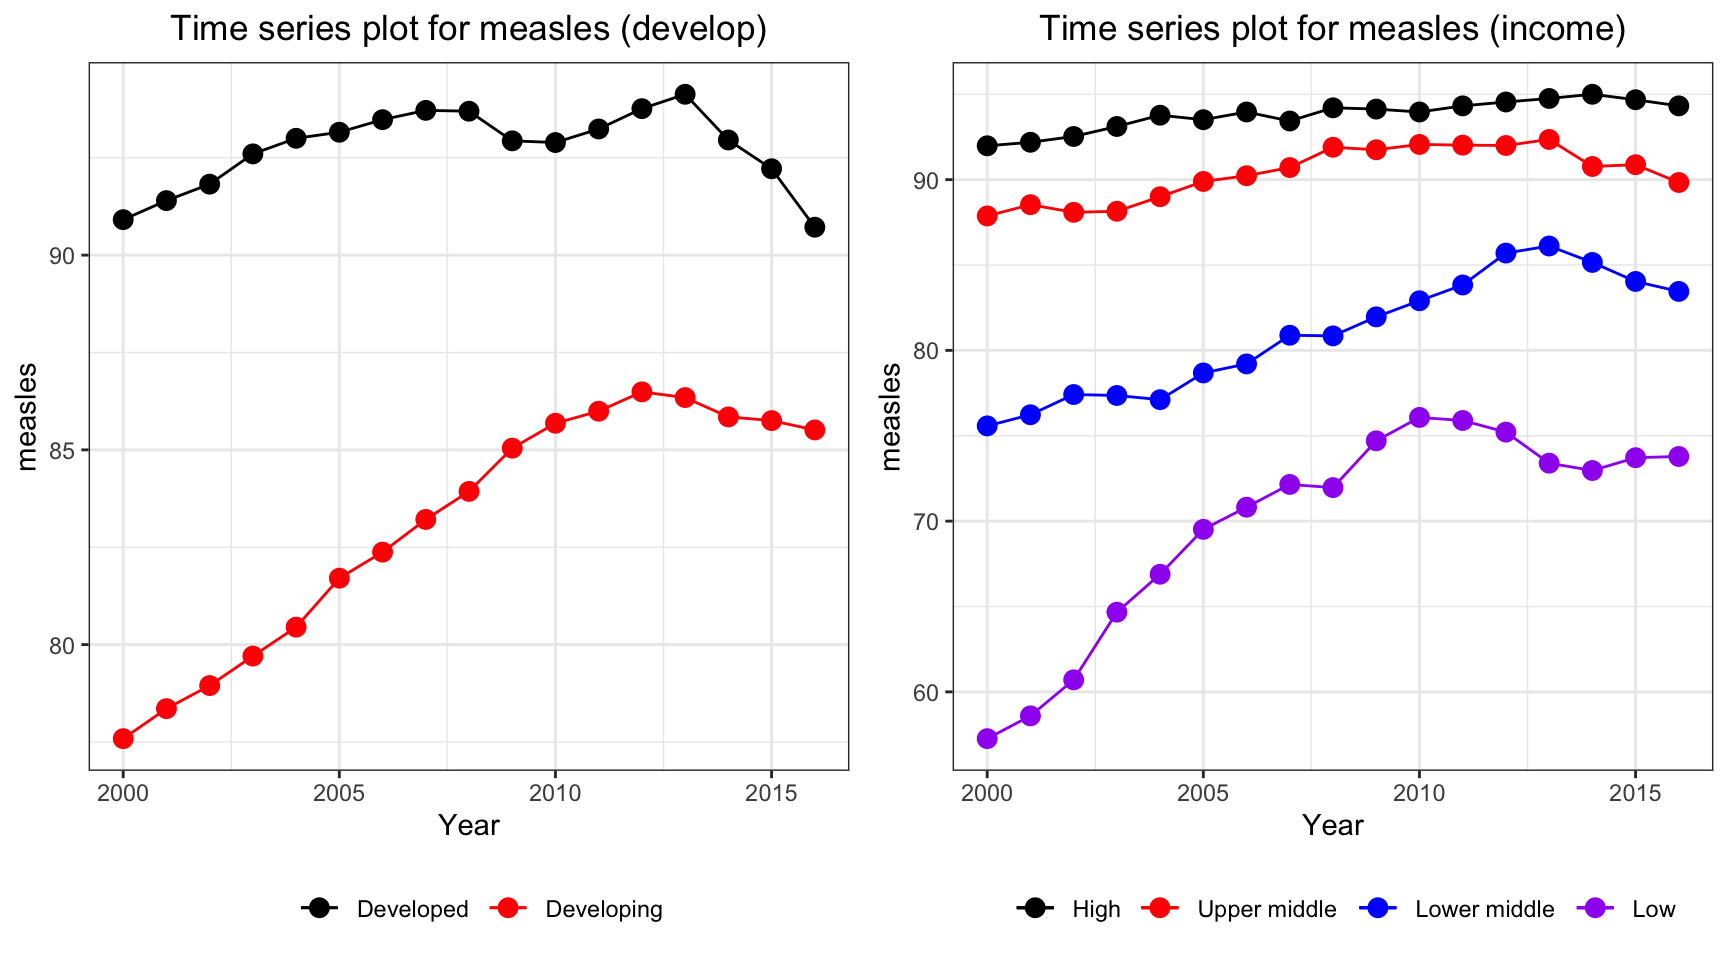 Time series plot for measles (develop)
measles
90
85
80
2000 2005 2010 2015
Year
Developed Developing
Time series plot for measles (income)
measles
90
80
70
60
2000 2005 2010 2015
Year
High Upper middle Lower middle Low